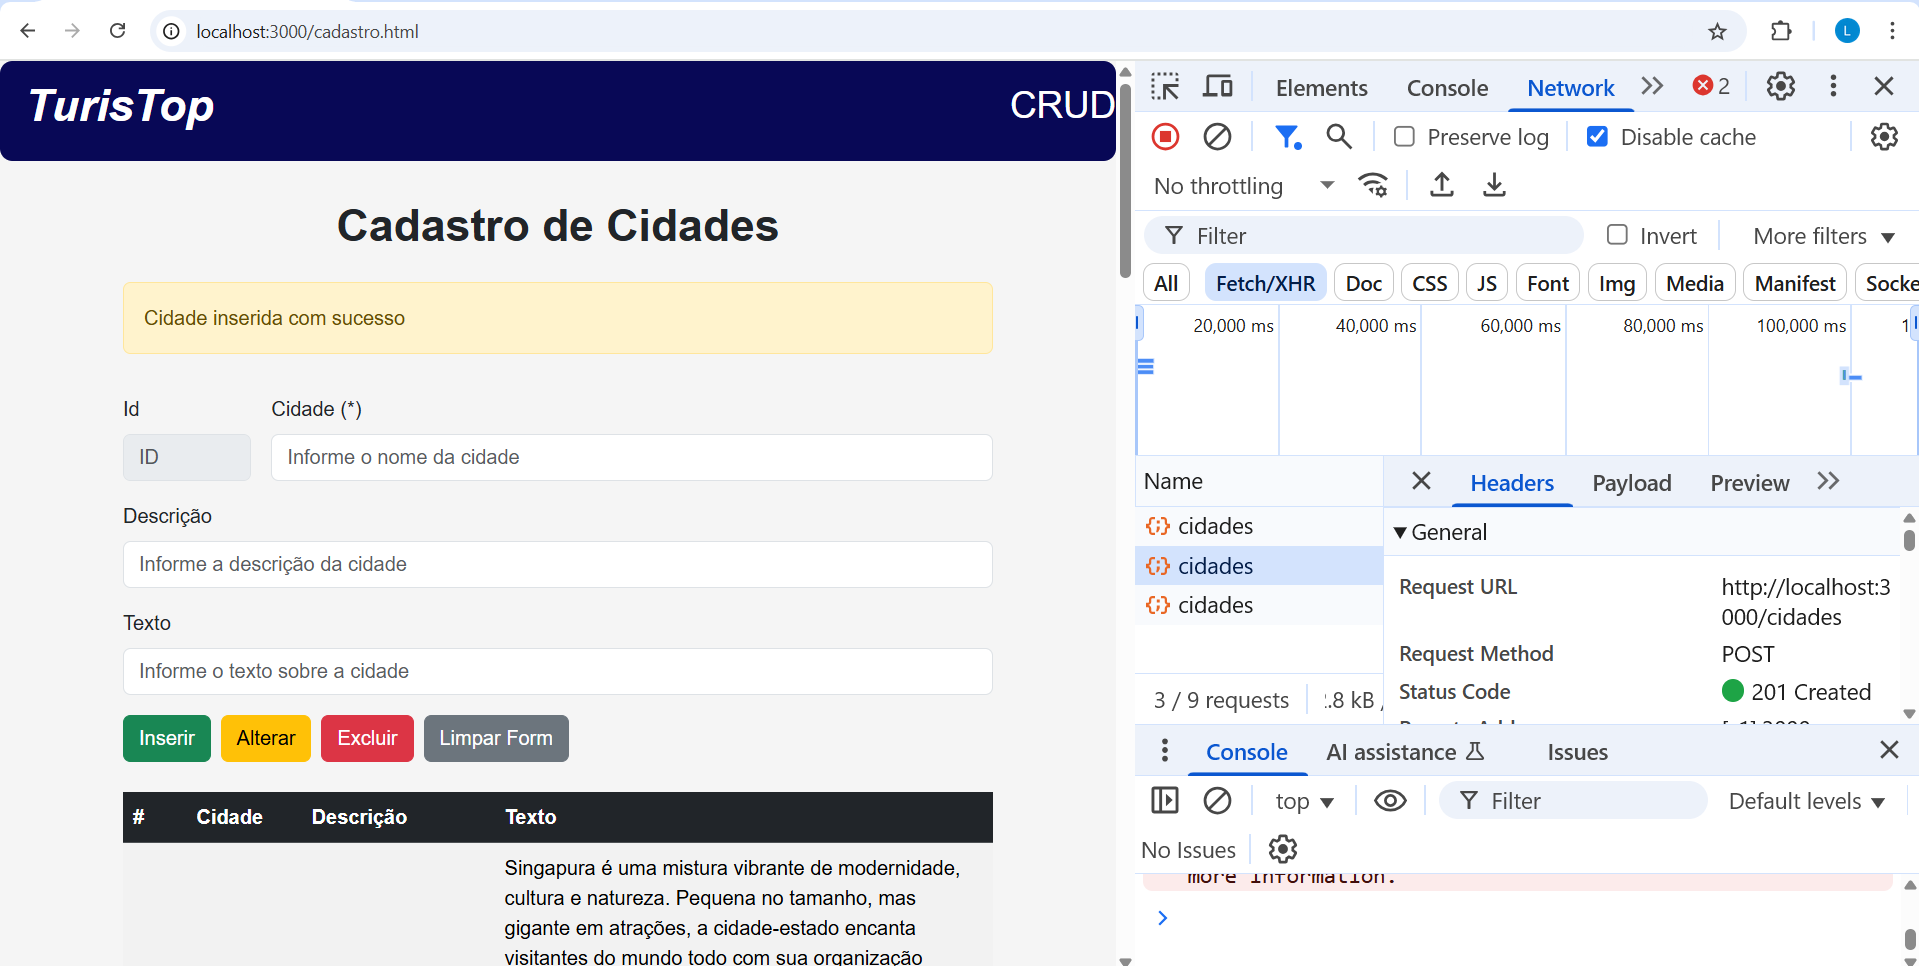 localhost:3000/cadastro.html
L
TurisTop
CRUD
Cadastro de Cidades
Cidade inserida com sucesso
Id
Cidade (*)
ID
Informe o nome da cidade
Descrição
Informe a descrição da cidade
Texto
Informe o texto sobre a cidade
Inserir
Alterar
Excluir
Limpar Form
# Cidade Descrição Texto
Singapura é uma mistura vibrante de modernidade,
cultura e natureza. Pequena no tamanho, mas
gigante em atrações, a cidade-estado encanta
visitantes do mundo todo com sua organização
Elements
Console
Network
2
Preserve log
Disable cache
No throttling
Filter
Invert
More filters
All
Fetch/XHR
Doc
CSS
JS
Font
Img
Media
Manifest
Socke
20,000 ms
40,000 ms
60,000 ms
80,000 ms
100,000 ms
1
Name
cidades
cidades
cidades
3 / 9 requests
.8 kB /
Headers
Payload
Preview
General
Request URL
http://localhost:3
000/cidades
Request Method
POST
Status Code
201 Created
Console
AI assistance
Issues
top
Filter
Default levels
No Issues
more information.